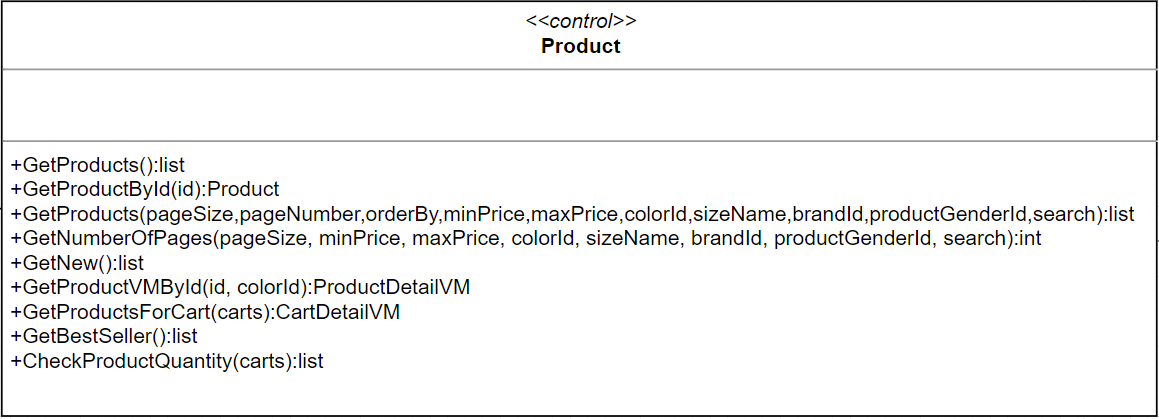 <<control>>
Product
+GetProducts():list
+GetProductById(id):Product
+GetProducts(pageSize,pageNumber,orderBy,minPrice,maxPrice,colorId,sizeName,brandId,productGenderId,search):list
+GetNumberOfPages(pageSize, minPrice, maxPrice, colorId, sizeName, brandId, productGenderId, search):int
+GetNew():list
+GetProductVMById(id, colorId):ProductDetailVM
+GetProductsForCart(carts):CartDetailVM
+GetBestSeller():list
+CheckProductQuantity(carts):list